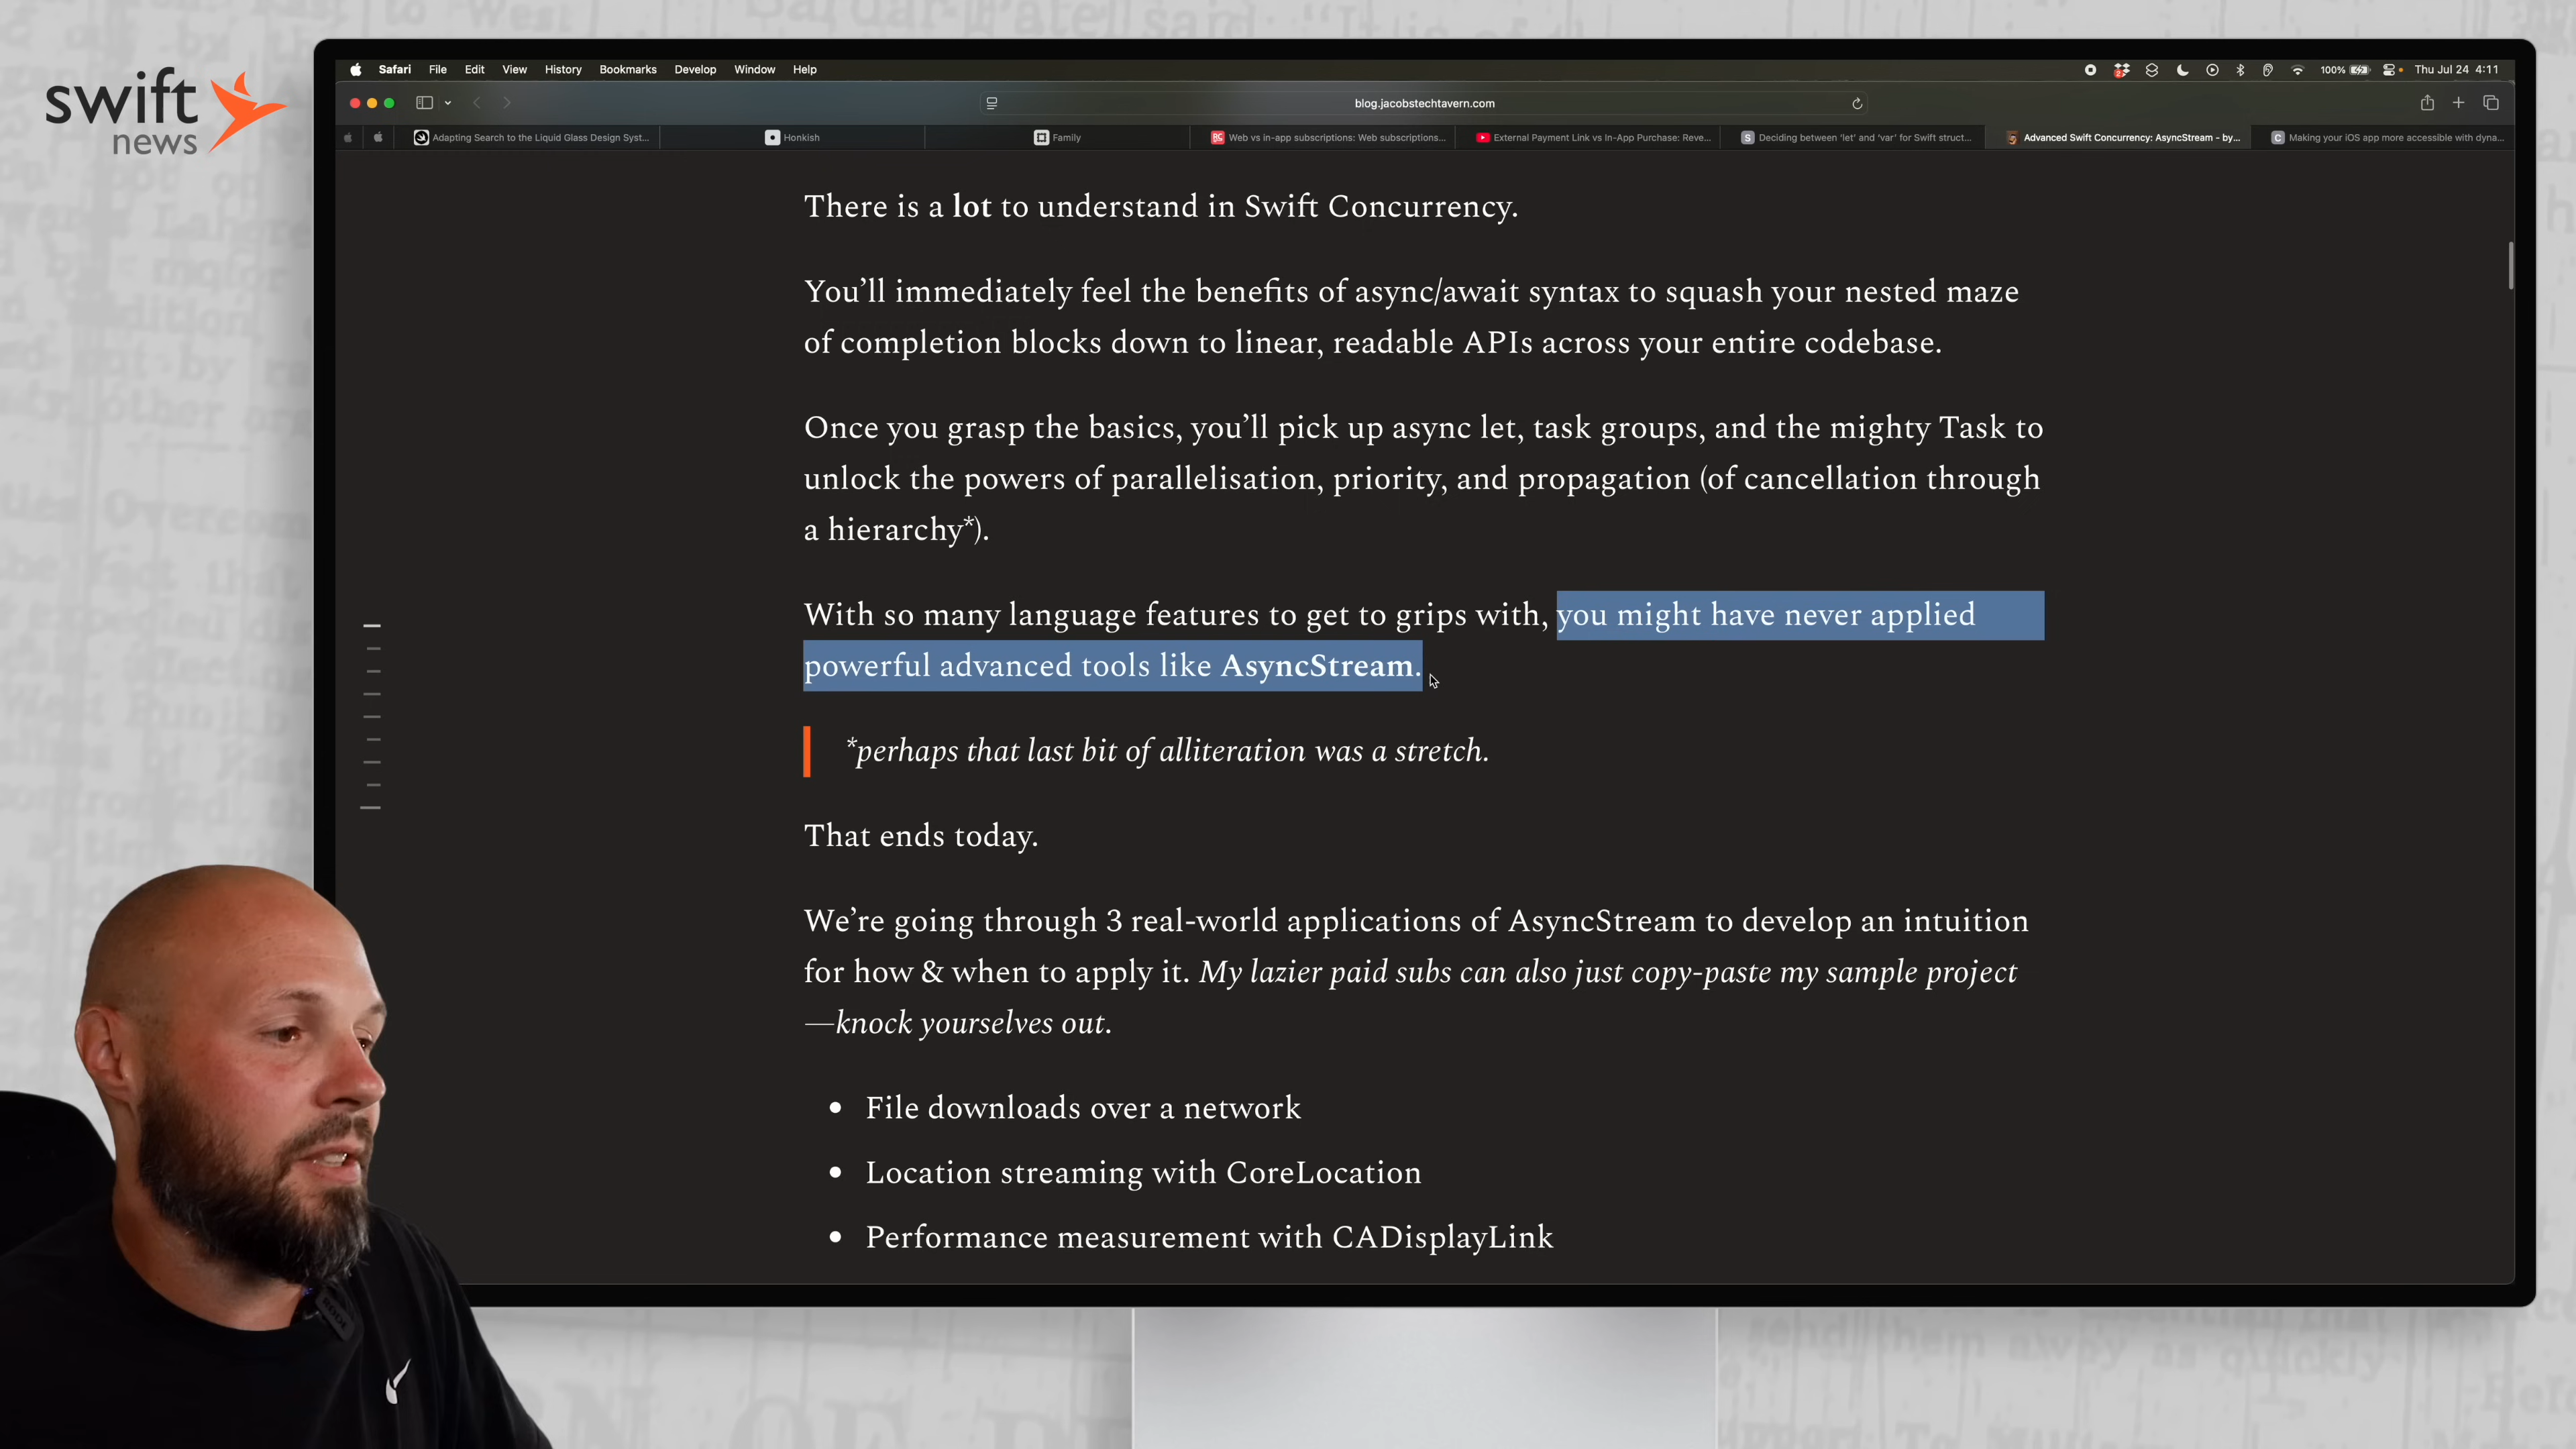 swift
news
Safari File Edit View History Bookmarks Develop Window Help
100% Thu Jul 24 4:11
blog.jacobstechtavern.com
Adapting Search to the Liquid Glass Design Syst...
Honkish
Family
Web vs in-app subscriptions: Web subscriptions...
External Payment Link vs In-App Purchase: Reve...
Deciding between 'let' and 'var' for Swift struct...
Advanced Swift Concurrency: AsyncStream - by...
Making your iOS app more accessible with dyna...
There is a lot to understand in Swift Concurrency.
You'll immediately feel the benefits of async/await syntax to squash your nested maze
of completion blocks down to linear, readable APIs across your entire codebase.
Once you grasp the basics, you'll pick up async let, task groups, and the mighty Task to
unlock the powers of parallelisation, priority, and propagation (of cancellation through
a hierarchy*).
With so many language features to get to grips with, you might have never applied
powerful advanced tools like AsyncStream.
*perhaps that last bit of alliteration was a stretch.
That ends today.
We're going through 3 real-world applications of AsyncStream to develop an intuition
for how & when to apply it. My lazier paid subs can also just copy-paste my sample project
—knock yourselves out.
• File downloads over a network
• Location streaming with CoreLocation
• Performance measurement with CADisplayLink